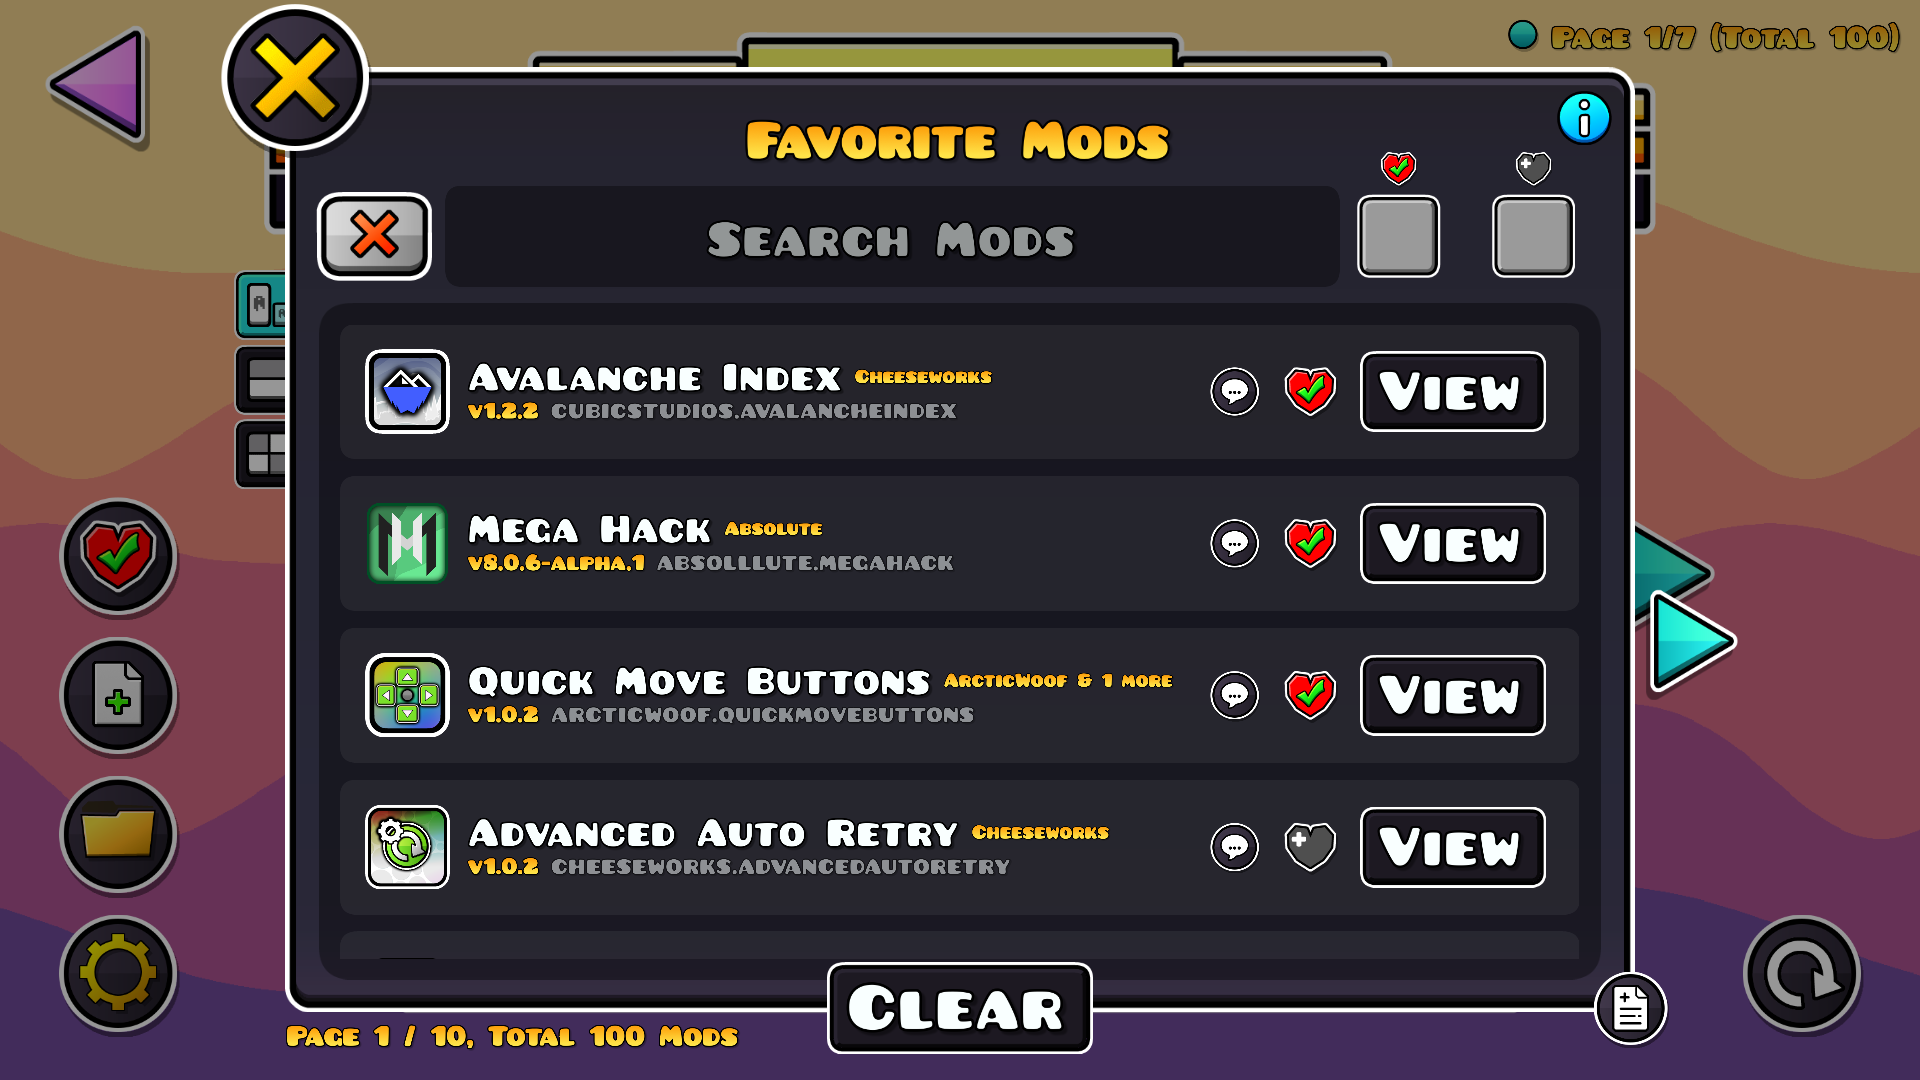 Page 1/7 (Total 100)
Favorite Mods
Search Mods
Avalanche Index Cheeseworks
v1.2.2 cubicstudios.avalancheindex
View
Mega Hack Absolute
v8.0.6-alpha.1 absolllute.megahack
View
Quick Move Buttons ArcticWoof & 1 more
v1.0.2 arcticwoof.quickmovebuttons
View
Advanced Auto Retry Cheeseworks
v1.0.2 cheeseworks.advancedautoretry
View
Clear
Page 1 / 10, Total 100 Mods